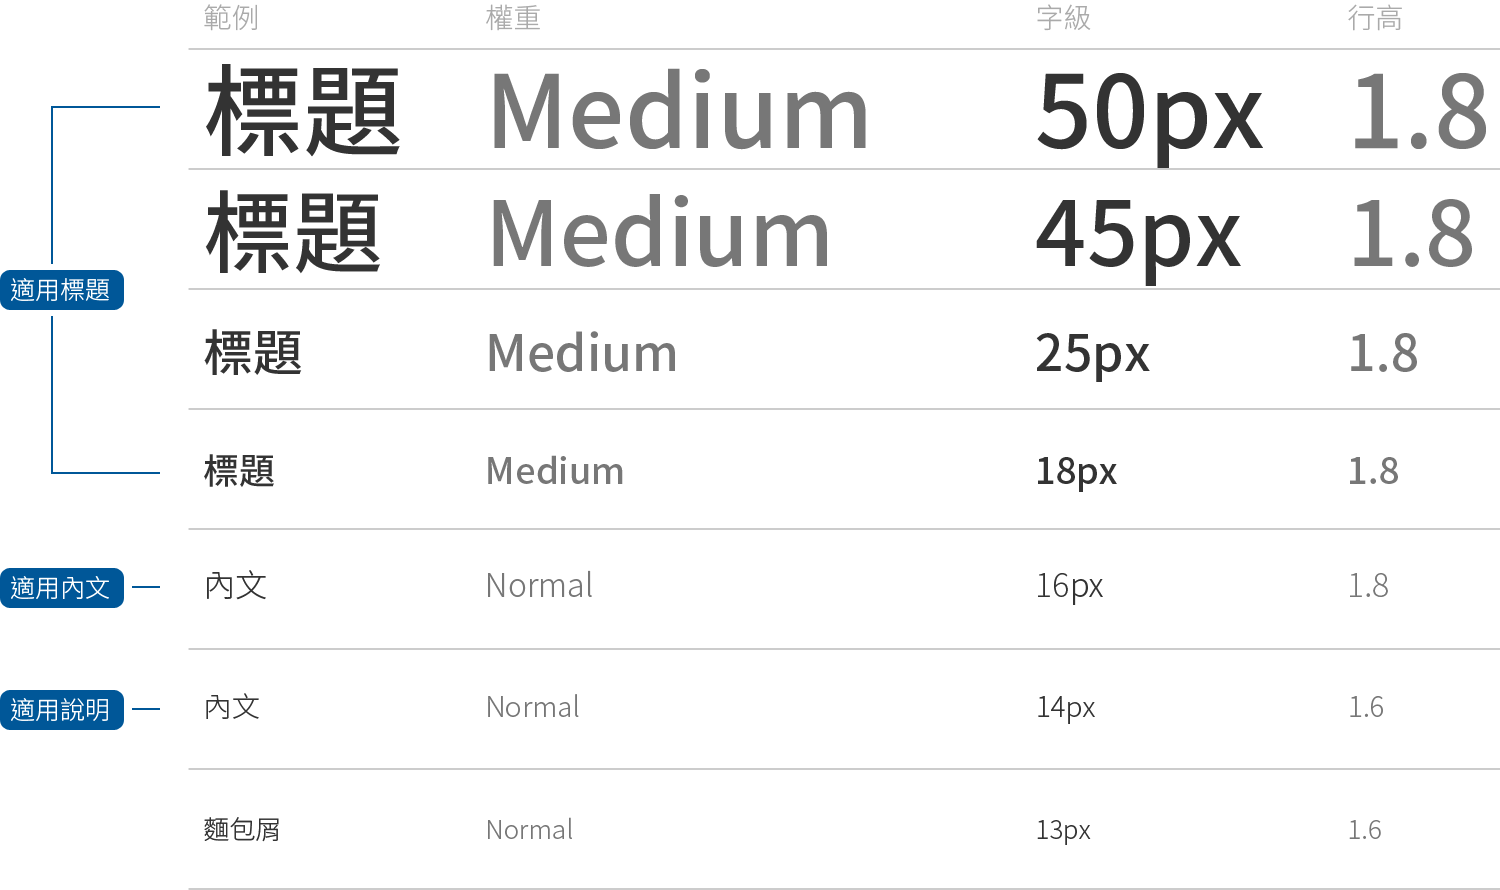 範例 權重 字級 行高
標題 Medium 50px 1.8
標題 Medium 45px 1.8
適用標題
標題 Medium 25px 1.8
標題 Medium 18px 1.8
適用內文 內文 Normal 16px 1.8
適用說明 內文 Normal 14px 1.6
麵包屑 Normal 13px 1.6